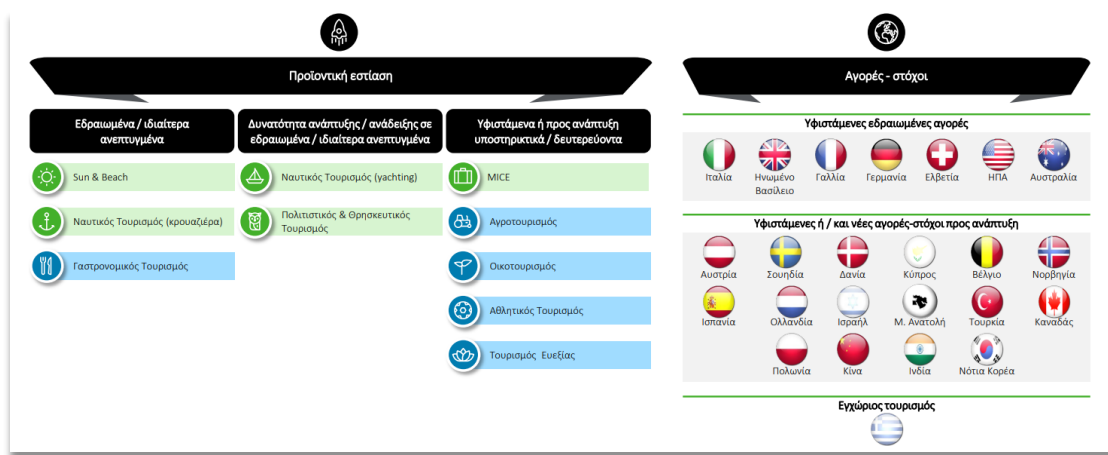 Προϊοντική εστίαση
Εδραιωμένα / ιδιαίτερα
ανεπτυγμένα
Δυνατότητα ανάπτυξης / ανάδειξης σε
εδραιωμένα / ιδιαίτερα ανεπτυγμένα
Υφιστάμενα ή προς ανάπτυξη
υποστηρικτικά / δευτερεύοντα
Sun & Beach
Ναυτικός Τουρισμός (yachting)
MICE
Ναυτικός Τουρισμός (κρουαζιέρα)
Πολιτιστικός & Θρησκευτικός
Τουρισμός
Αγροτουρισμός
Γαστρονομικός Τουρισμός
Οικοτουρισμός
Αθλητικός Τουρισμός
Τουρισμός Ευεξίας
Αγορές - στόχοι
Υφιστάμενες εδραιωμένες αγορές
Ιταλία
Ηνωμένο
Βασίλειο
Γαλλία
Γερμανία
Ελβετία
ΗΠΑ
Αυστραλία
Υφιστάμενες ή / και νέες αγορές-στόχοι προς ανάπτυξη
Αυστρία
Σουηδία
Δανία
Κύπρος
Βέλγιο
Νορβηγία
Ισπανία
Ολλανδία
Ισραήλ
Μ. Ανατολή
Τουρκία
Καναδάς
Πολωνία
Κίνα
Ινδία
Νότια Κορέα
Εγχώριος τουρισμός